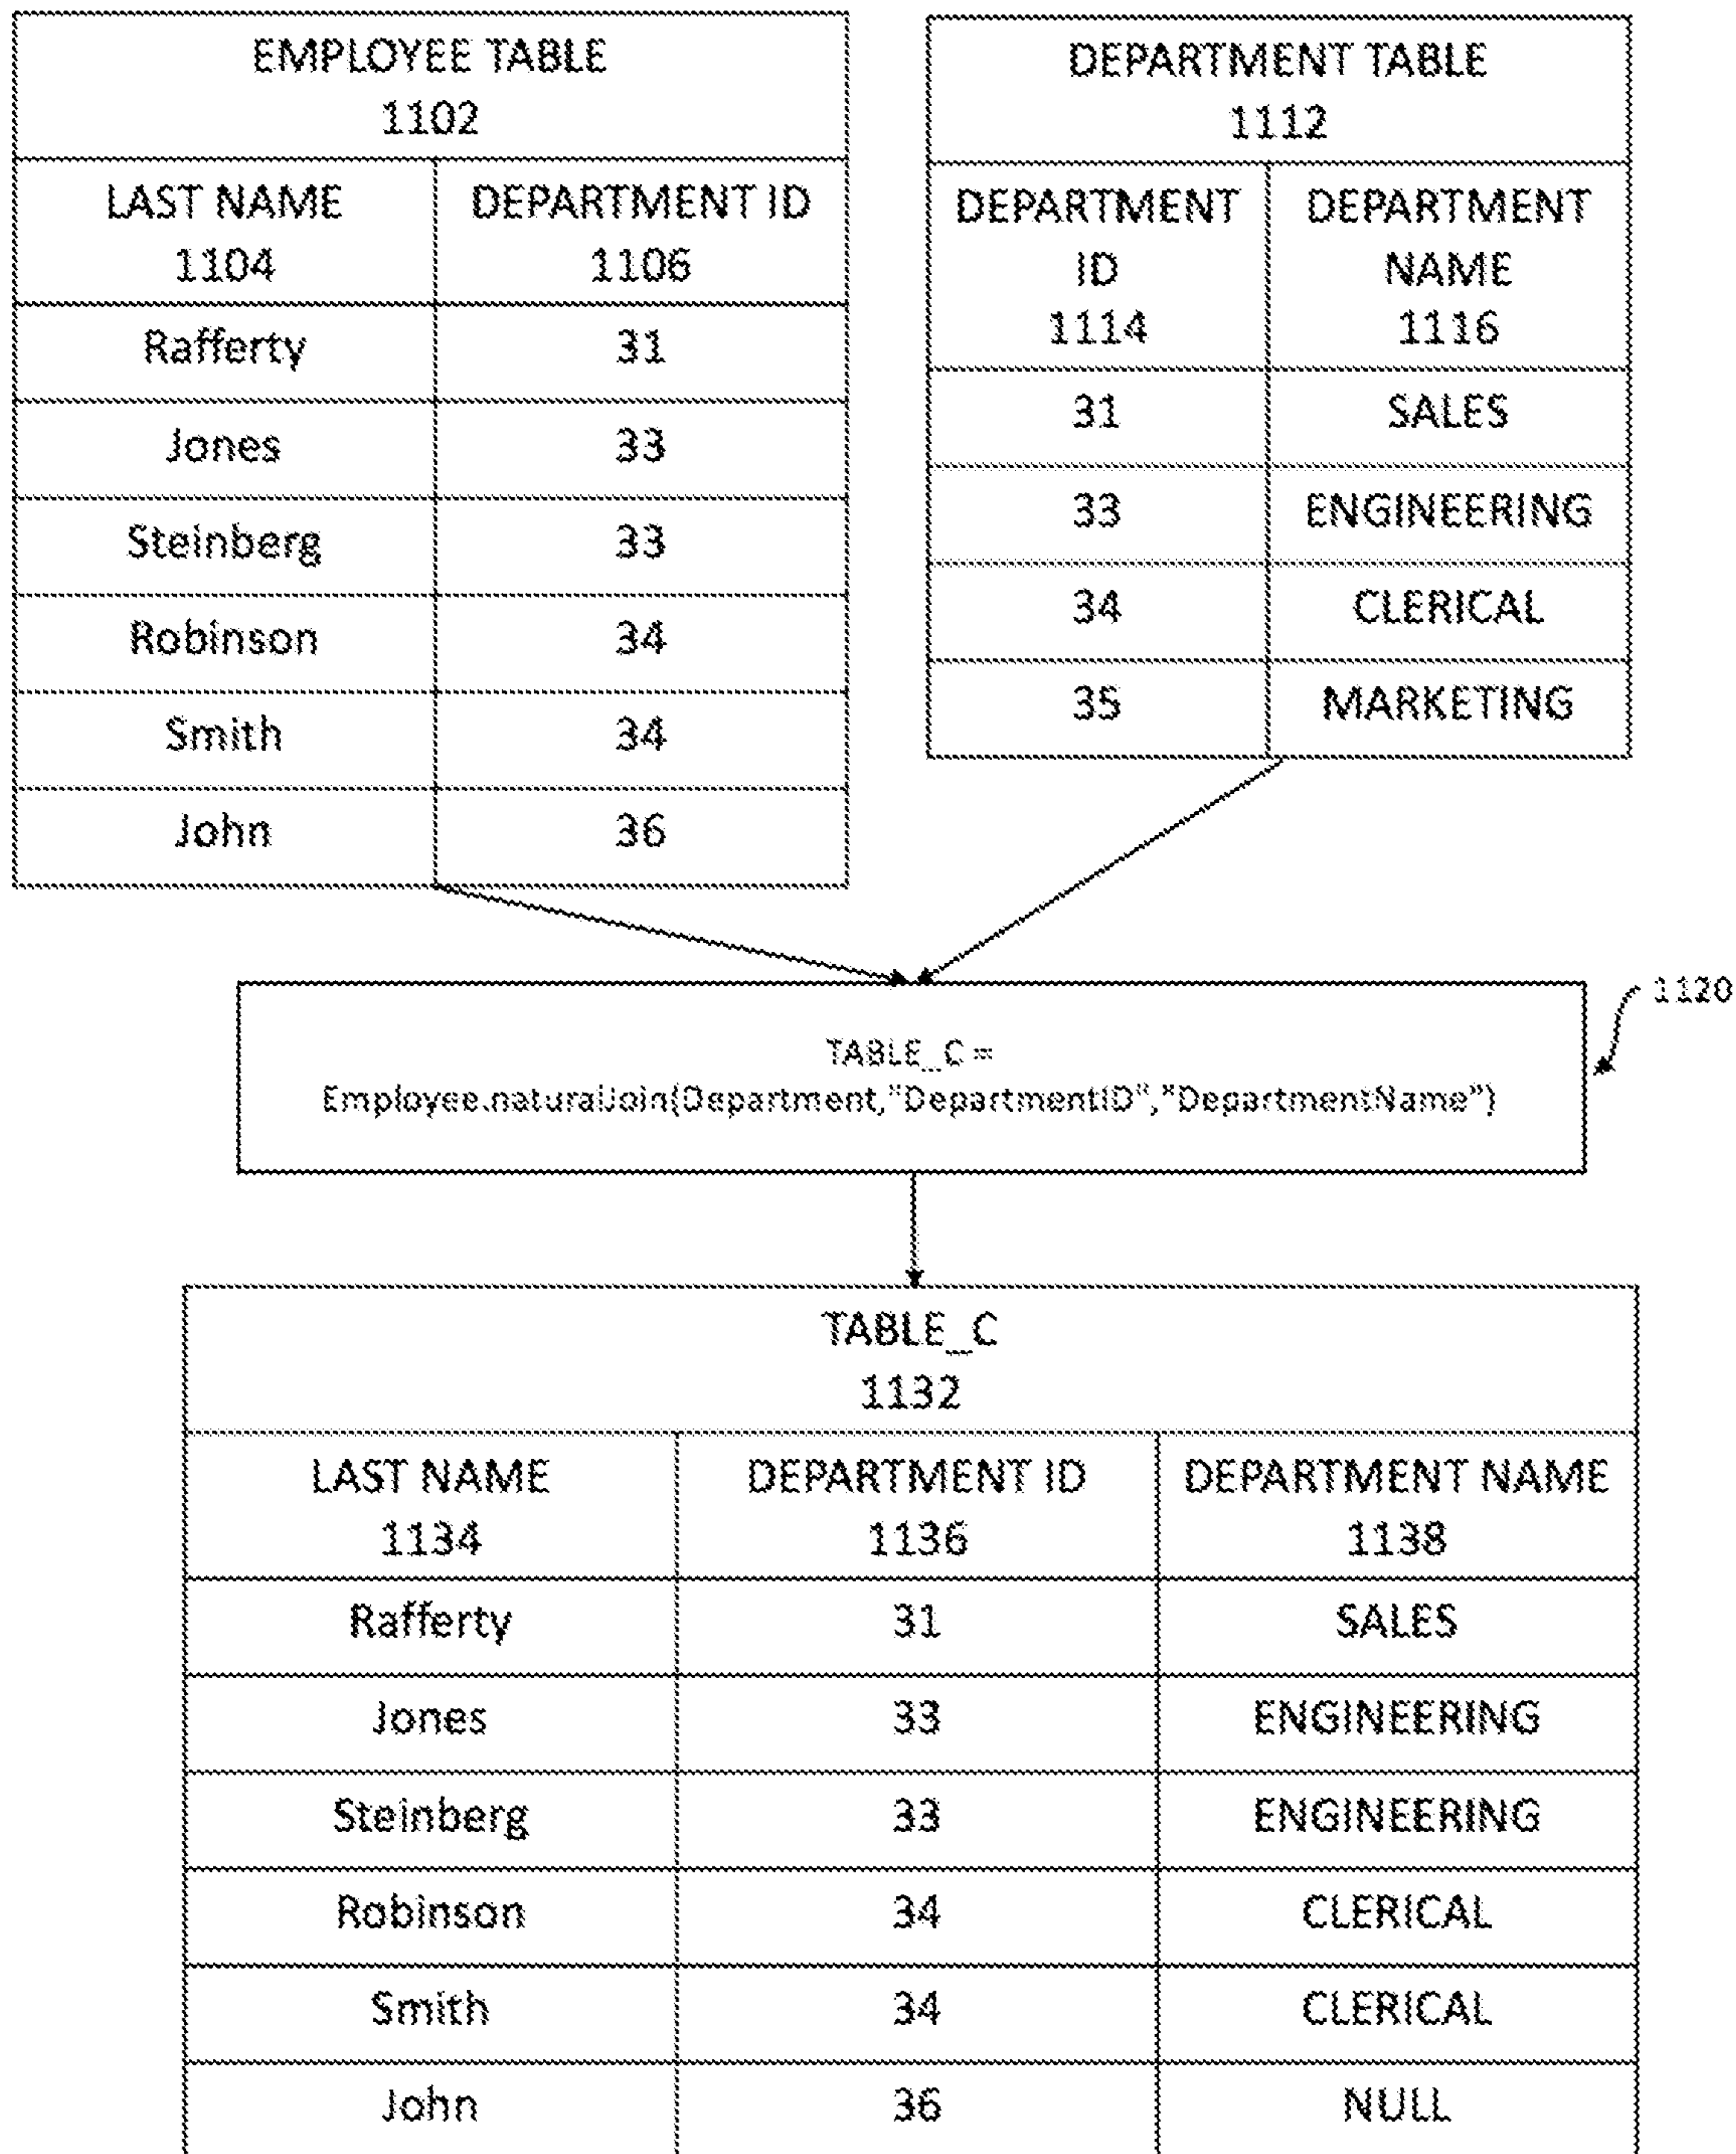 EMPLOYEE TABLE
1102
LAST NAME DEPARTMENT ID
1104 1106
Rafferty 31
Jones 33
Steinberg 33
Robinson 34
Smith 34
John 36
DEPARTMENT TABLE
1112
DEPARTMENT DEPARTMENT
ID NAME
1114 1116
31 SALES
33 ENGINEERING
34 CLERICAL
35 MARKETING
1120
TABLE_C =
Employee.naturalJoin(Department,"DepartmentID","DepartmentName")
TABLE_C
1132
LAST NAME DEPARTMENT ID DEPARTMENT NAME
1134 1136 1138
Rafferty 31 SALES
Jones 33 ENGINEERING
Steinberg 33 ENGINEERING
Robinson 34 CLERICAL
Smith 34 CLERICAL
John 36 NULL